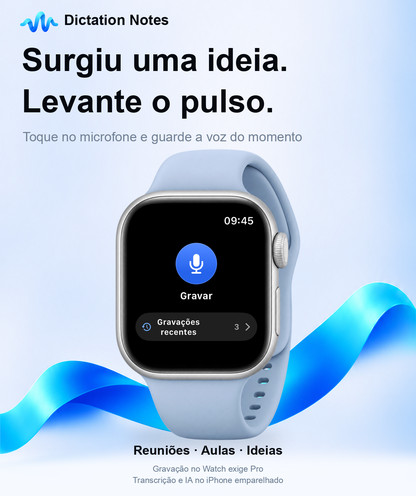 Dictation Notes
Surgiu uma ideia.
Levante o pulso.
Toque no microfone e guarde a voz do momento
09:45
Gravar
Gravações
recentes
3
Reuniões · Aulas · Ideias
Gravação no Watch exige Pro
Transcrição e IA no iPhone emparelhado